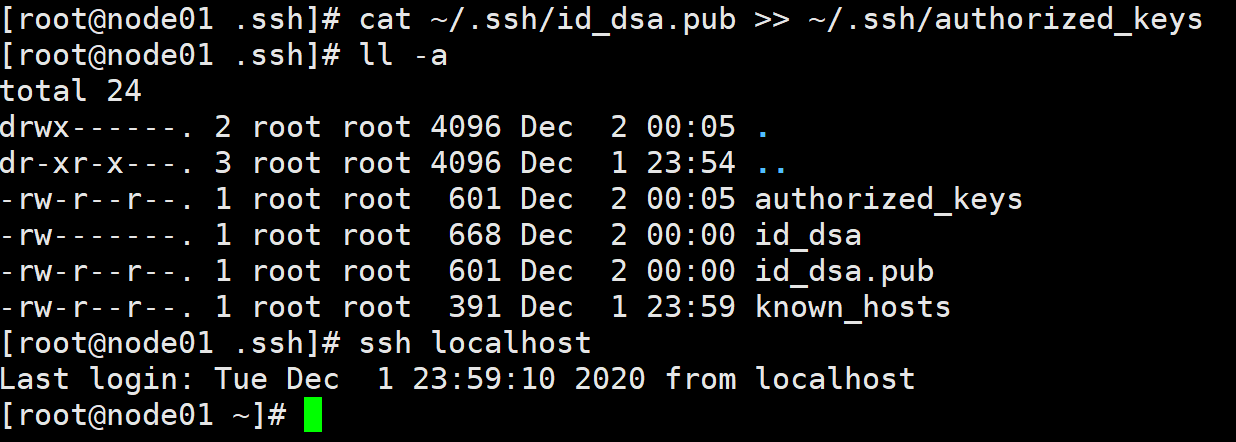 [root@node01 .ssh]# cat ~/.ssh/id_dsa.pub >> ~/.ssh/authorized_keys
[root@node01 .ssh]# ll -a
total 24
drwx------. 2 root root 4096 Dec  2 00:05 .
dr-xr-x---. 3 root root 4096 Dec  1 23:54 ..
-rw-r--r--. 1 root root  601 Dec  2 00:05 authorized_keys
-rw-------. 1 root root  668 Dec  2 00:00 id_dsa
-rw-r--r--. 1 root root  601 Dec  2 00:00 id_dsa.pub
-rw-r--r--. 1 root root  391 Dec  1 23:59 known_hosts
[root@node01 .ssh]# ssh localhost
Last login: Tue Dec  1 23:59:10 2020 from localhost
[root@node01 ~]#